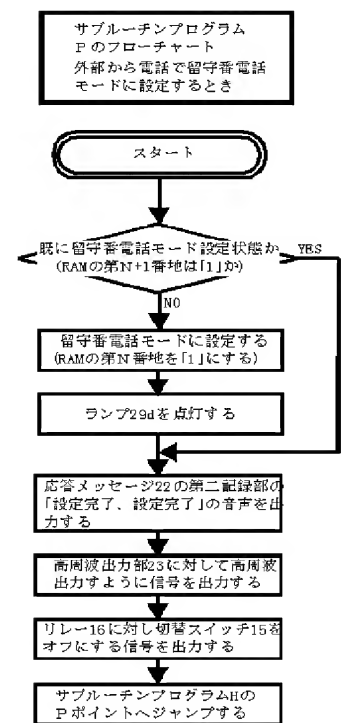 サブルーチンプログラム
Pのフローチャート
外部から電話で留守番電話
モードに設定するとき
スタート
既に留守番電話モード設定状態か
(RAMの第N+1番地は「1」か)
YES
NO
留守番電話モードに設定する
(RAMの第N番地を「1」にする)
ランプ29dを点灯する
応答メッセージ22の第二記録部の
「設定完了、設定完了」の音声を出
力する
高周波出力部23に対して高周波
出力すように信号を出力する
リレー16に対し切替スイッチ15を
オフにする信号を出力する
サブルーチンプログラムHの
Pポイントへジャンプする